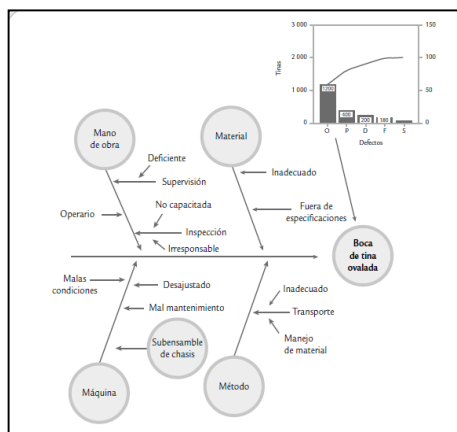 3 000
2 000
1 000
0
Tinas
150
100
50
0
1200
400
200
180
O P D F S
Defectos
Mano
de obra
Material
Deficiente
Supervisión
No capacitada
Operario
Inspección
Irresponsable
Inadecuado
Fuera de
especificaciones
Boca
de tina
ovalada
Malas
condiciones
Desajustado
Mal mantenimiento
Subensamble
de chasis
Máquina
Inadecuado
Transporte
Manejo
de material
Método